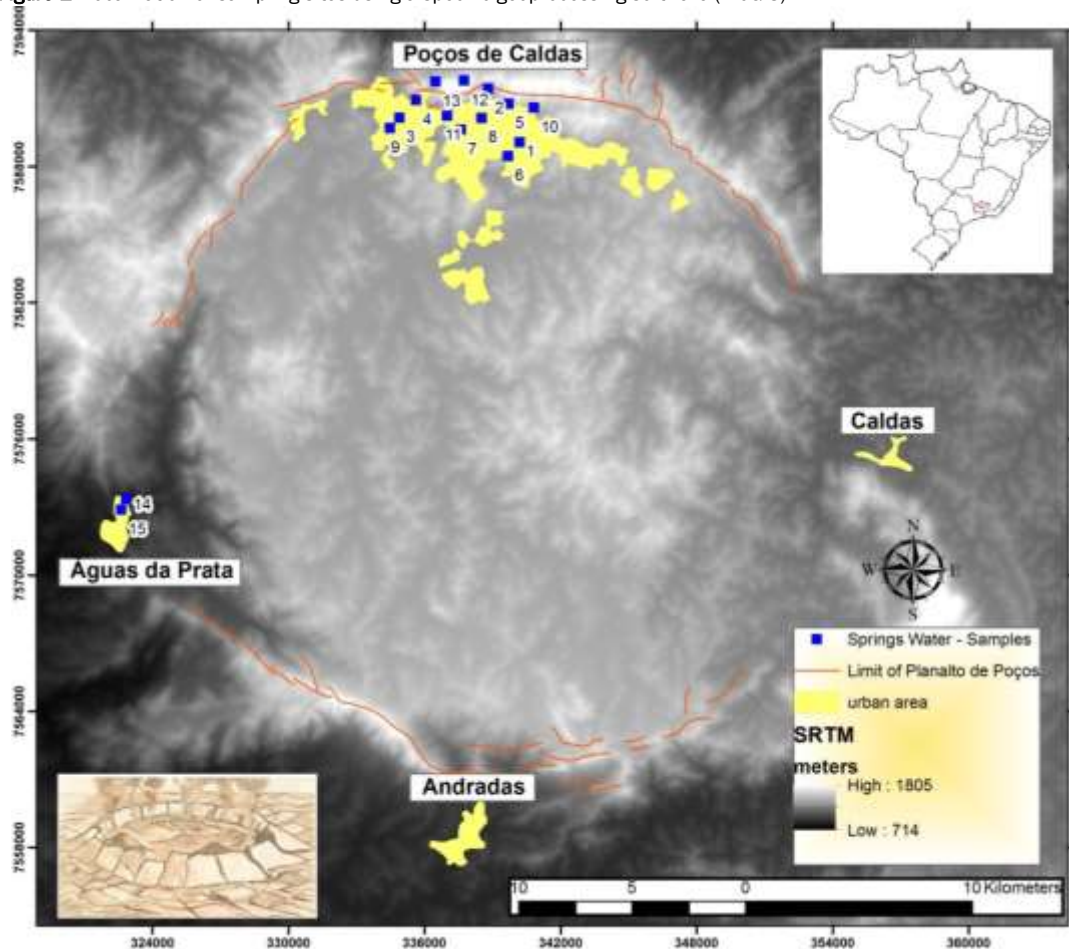 7594000
7588000
7582000
7576000
7570000
7564000
7558000
Poços de Caldas
13
12
2
4
5
10
3
11
8
9
7
1
6
Caldas
14
15
Águas da Prata
N
W
E
S
Springs Water - Samples
Limit of Planalto de Poços
urban area
SRTM
meters
High : 1805
Low : 714
Andradas
10 5 0 10 Kilometers
324000 330000 336000 342000 348000 354000 360000